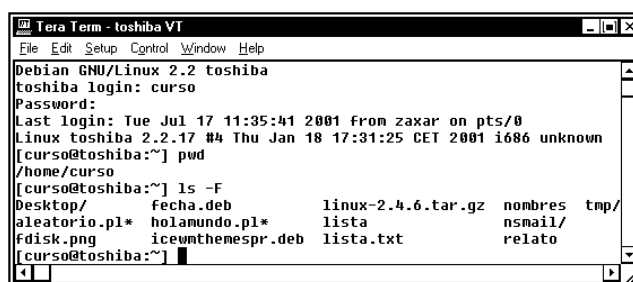 Tera Term - toshiba VT
File Edit Setup Control Window Help
Debian GNU/Linux 2.2 toshiba
toshiba login: curso
Password:
Last login: Tue Jul 17 11:35:41 2001 from zaxar on pts/0
Linux toshiba 2.2.17 #4 Thu Jan 18 17:31:25 CET 2001 i686 unknown
[curso@toshiba:~] pwd
/home/curso
[curso@toshiba:~] ls -F
Desktop/ fecha.deb linux-2.4.6.tar.gz nombres tmp/
aleatorio.pl* holamundo.pl* lista nsmail/
fdisk.png icewmthemespr.deb lista.txt relato
[curso@toshiba:~]